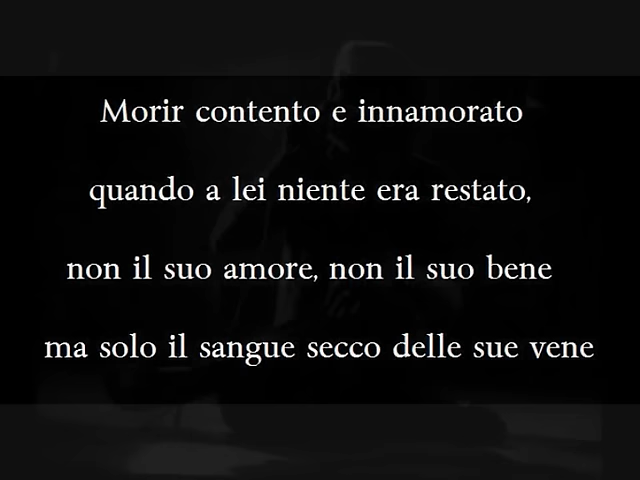 Morir contento e innamorato
quando a lei niente era restato,
non il suo amore, non il suo bene
ma solo il sangue secco delle sue vene